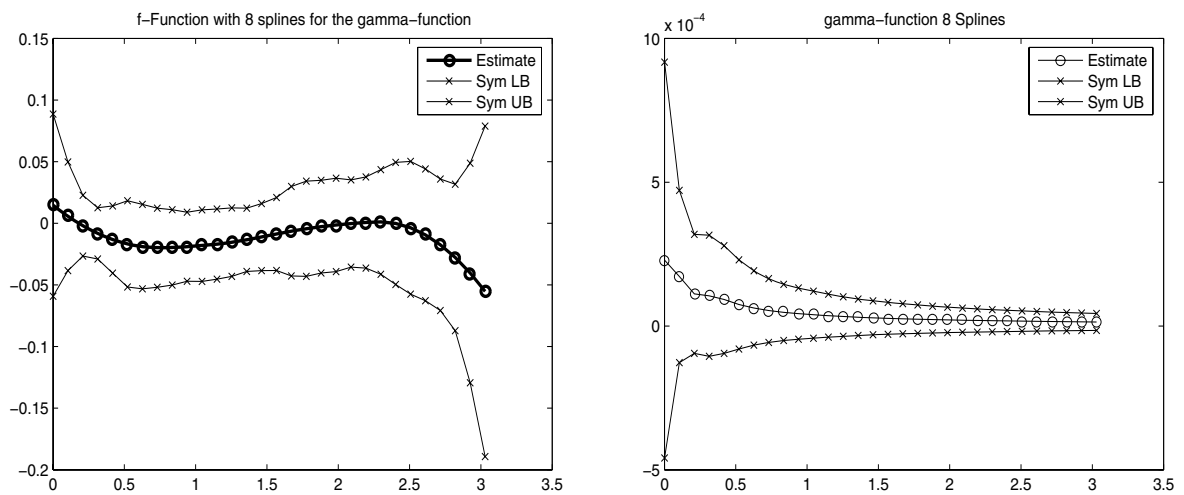 f−Function with 8 splines for the gamma−function
0.15
0.1
0.05
0
−0.05
−0.1
−0.15
−0.2
0 0.5 1 1.5 2 2.5 3 3.5
Estimate
Sym LB
Sym UB
gamma−function 8 Splines
x 10⁻⁴
10
5
0
−5
0 0.5 1 1.5 2 2.5 3 3.5
Estimate
Sym LB
Sym UB